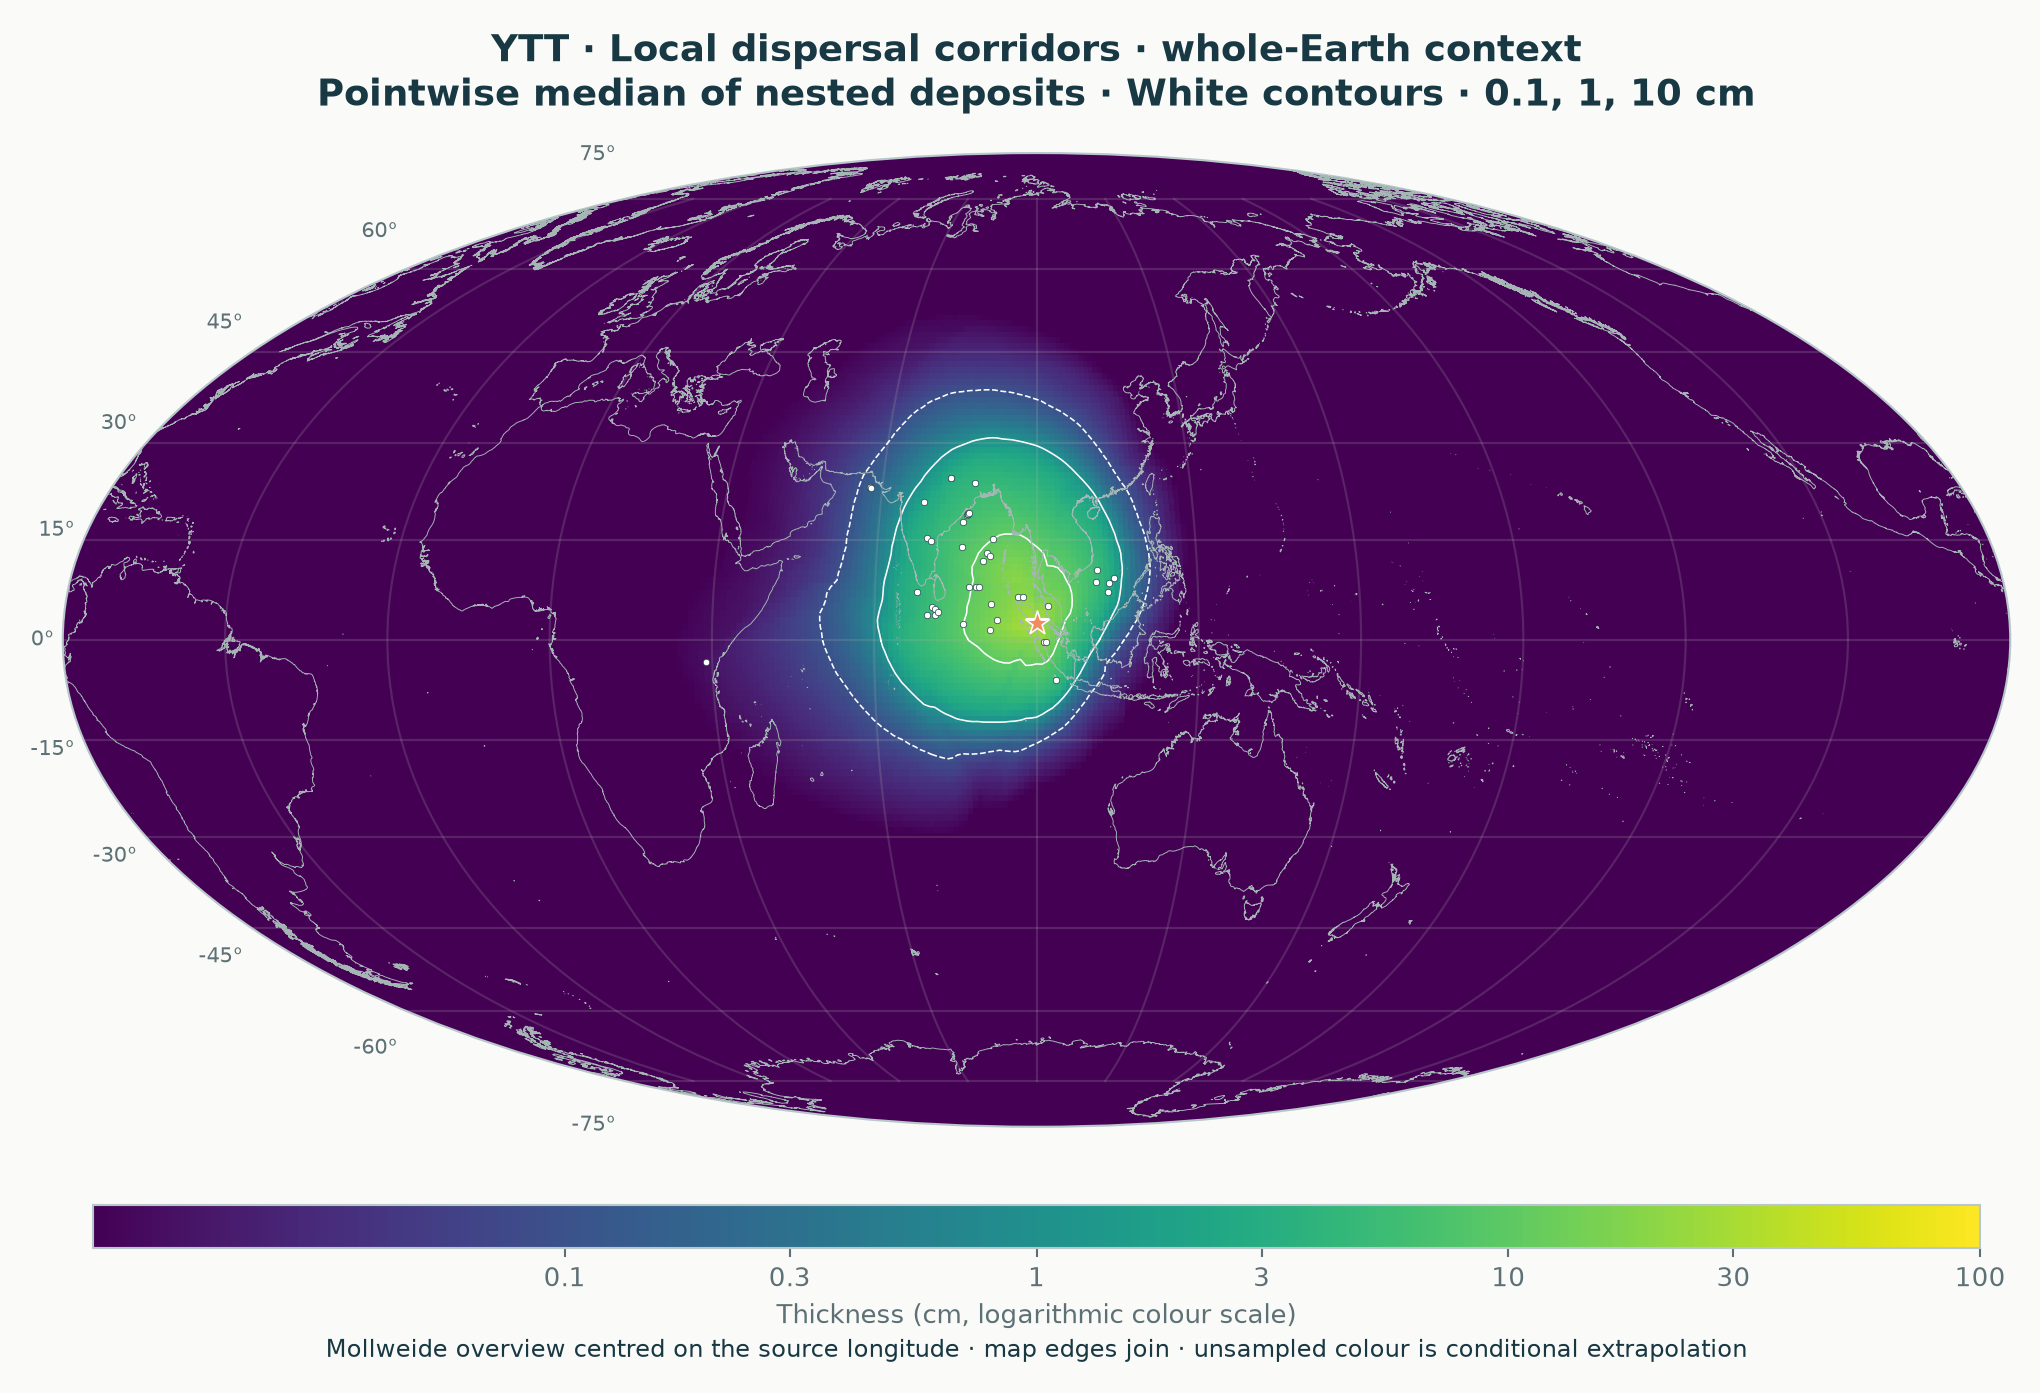 YTT · Local dispersal corridors · whole-Earth context
Pointwise median of nested deposits · White contours · 0.1, 1, 10 cm
75°
60°
45°
30°
15°
0°
-15°
-30°
-45°
-60°
-75°
0.1 0.3 1 3 10 30 100
Thickness (cm, logarithmic colour scale)
Mollweide overview centred on the source longitude · map edges join · unsampled colour is conditional extrapolation